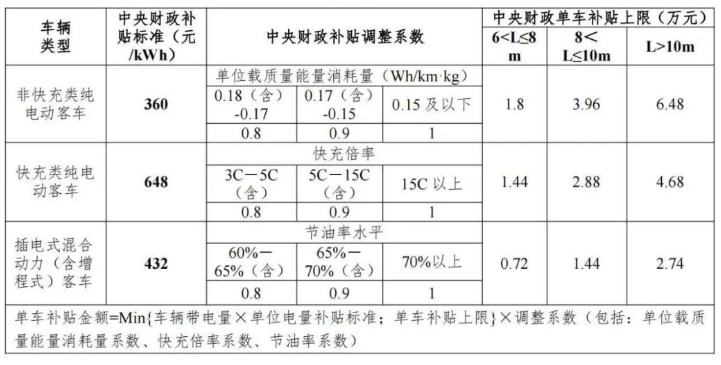 车辆类型
中央财政补贴标准（元/kWh）
中央财政补贴调整系数
中央财政单车补贴上限（万元）
6<L≤8m
8<L≤10m
L>10m
非快充类纯电动客车
360
单位载质量能量消耗量（Wh/km·kg）
0.18（含）-0.17
0.17（含）-0.15
0.15 及以下
0.8
0.9
1
1.8
3.96
6.48
快充类纯电动客车
648
快充倍率
3C—5C（含）
5C—15C（含）
15C 以上
0.8
0.9
1
1.44
2.88
4.68
插电式混合动力（含增程式）客车
432
节油率水平
60%—65%（含）
65%—70%（含）
70%以上
0.8
0.9
1
0.72
1.44
2.74
单车补贴金额=Min{车辆带电量×单位电量补贴标准；单车补贴上限}×调整系数（包括：单位载质
量能量消耗量系数、快充倍率系数、节油率系数）